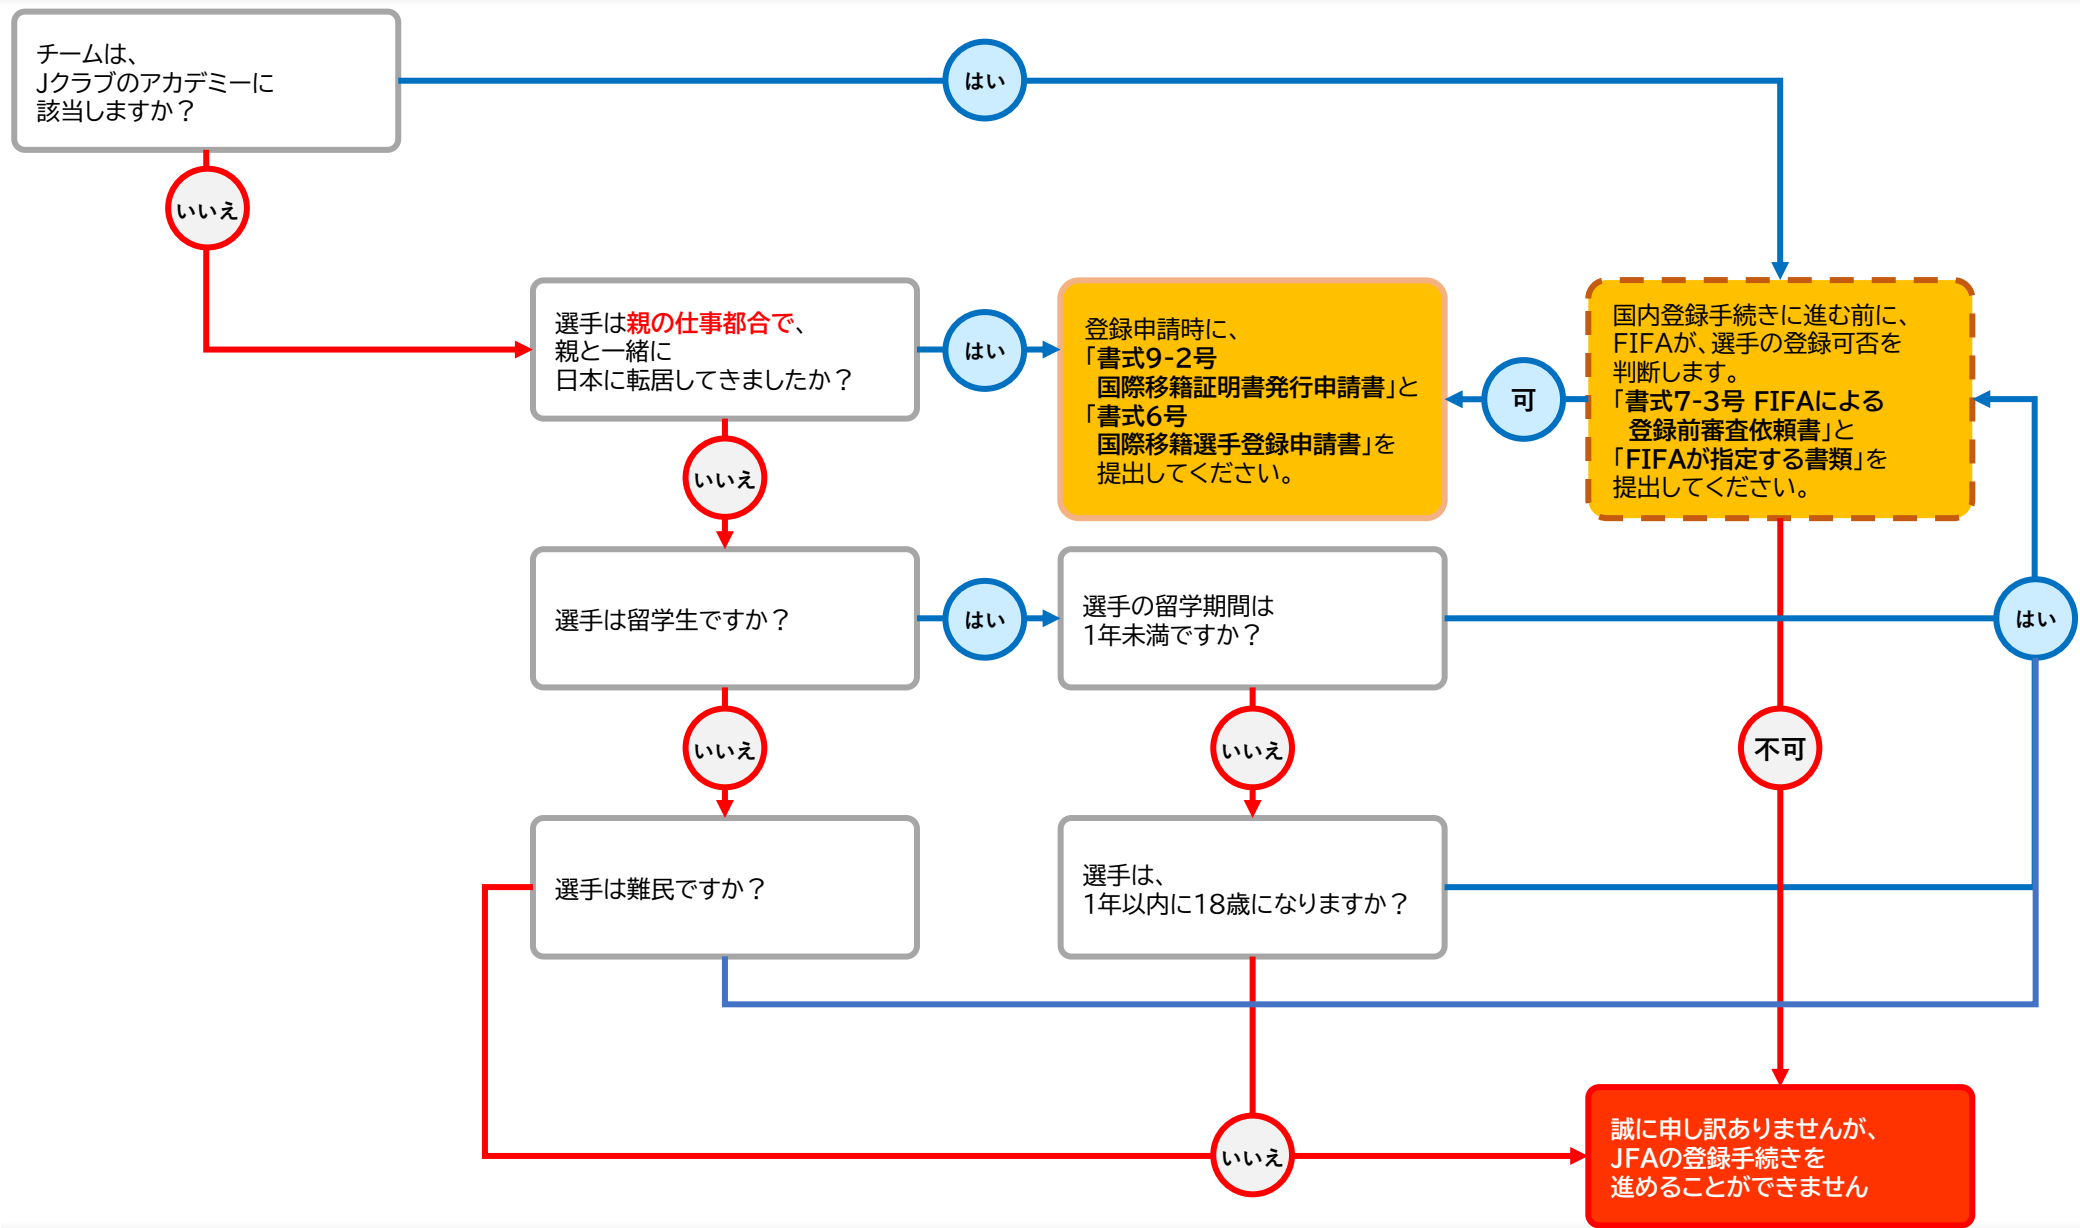 チームは、
Jクラブのアカデミーに
該当しますか？
はい
いいえ
選手は親の仕事都合で、
親と一緒に
日本に転居してきましたか？
はい
登録申請時に、
「書式9-2号
国際移籍証明書発行申請書」と
「書式6号
国際移籍選手登録申請書」を
提出してください。
可
国内登録手続きに進む前に、
FIFAが、選手の登録可否を
判断します。
「書式7-3号 FIFAによる
登録前審査依頼書」と
「FIFAが指定する書類」を
提出してください。
いいえ
選手は留学生ですか？
はい
選手の留学期間は
1年未満ですか？
はい
いいえ
いいえ
不可
選手は難民ですか？
選手は、
1年以内に18歳になりますか？
いいえ
誠に申し訳ありませんが、
JFAの登録手続きを
進めることができません